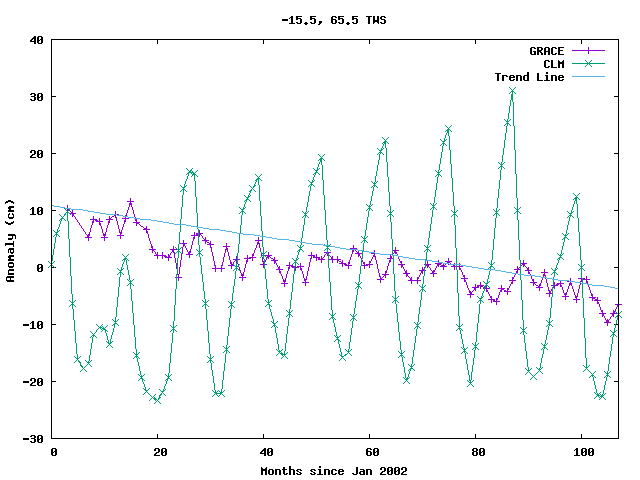 -15.5, 65.5 TWS
GRACE
CLM
Trend Line
Anomaly (cm)
40
30
20
10
0
-10
-20
-30
0 20 40 60 80 100
Months since Jan 2002